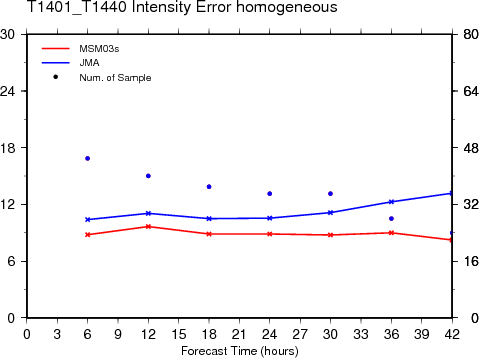 T1401_T1440 Intensity Error homogeneous
30 80
MSM03s
JMA
Num. of Sample
24 64
18 48
12 32
6 16
0 0
0 3 6 9 12 15 18 21 24 27 30 33 36 39 42
Forecast Time (hours)